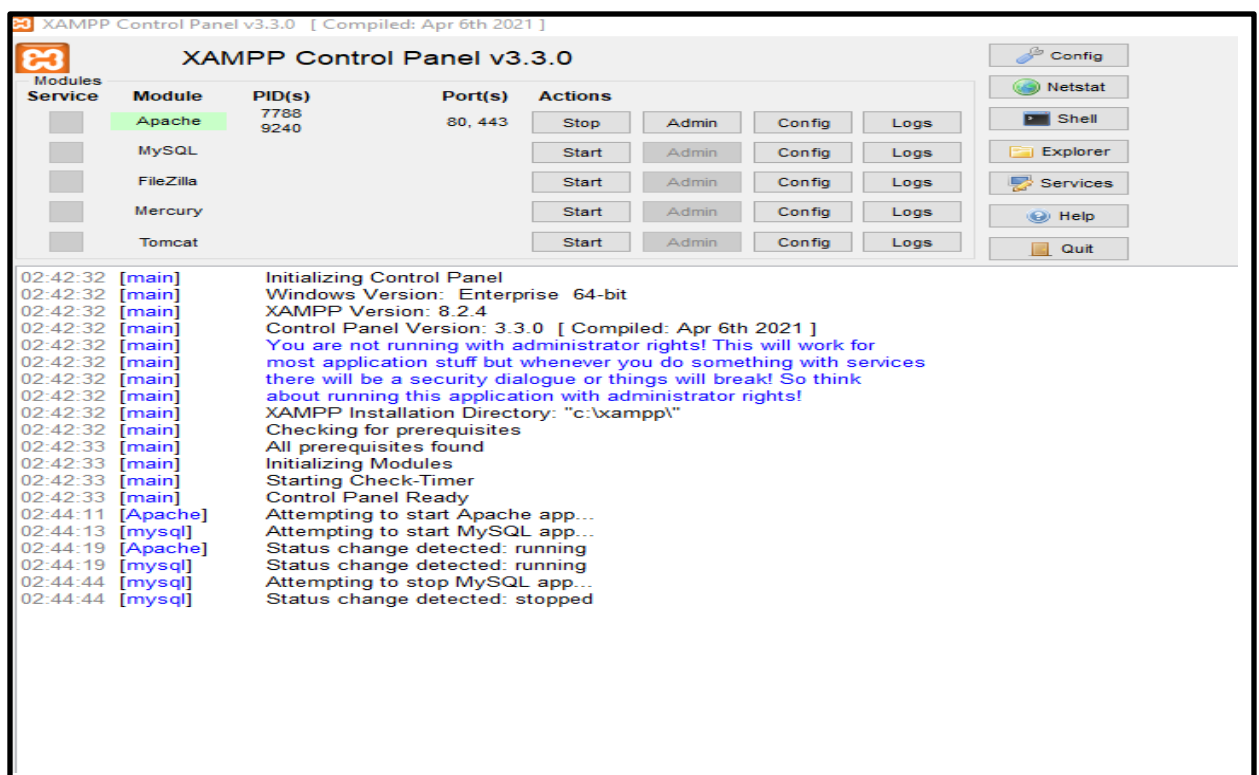 XAMPP Control Panel v3.3.0 [ Compiled: Apr 6th 2021 ]
XAMPP Control Panel v3.3.0
Config
Modules
Service Module PID(s) Port(s) Actions
Netstat
Apache 7788 9240 80, 443 Stop Admin Config Logs
Shell
MySQL Start Admin Config Logs
Explorer
FileZilla Start Admin Config Logs
Services
Mercury Start Admin Config Logs
Help
Tomcat Start Admin Config Logs
Quit
02:42:32 [main] Initializing Control Panel
02:42:32 [main] Windows Version: Enterprise 64-bit
02:42:32 [main] XAMPP Version: 8.2.4
02:42:32 [main] Control Panel Version: 3.3.0 [ Compiled: Apr 6th 2021 ]
02:42:32 [main] You are not running with administrator rights! This will work for
02:42:32 [main] most application stuff but whenever you do something with services
02:42:32 [main] there will be a security dialogue or things will break! So think
02:42:32 [main] about running this application with administrator rights!
02:42:32 [main] XAMPP Installation Directory: "c:\xampp\"
02:42:32 [main] Checking for prerequisites
02:42:33 [main] All prerequisites found
02:42:33 [main] Initializing Modules
02:42:33 [main] Starting Check-Timer
02:42:33 [main] Control Panel Ready
02:44:11 [Apache] Attempting to start Apache app...
02:44:13 [mysql] Attempting to start MySQL app...
02:44:19 [Apache] Status change detected: running
02:44:19 [mysql] Status change detected: running
02:44:44 [mysql] Attempting to stop MySQL app...
02:44:44 [mysql] Status change detected: stopped